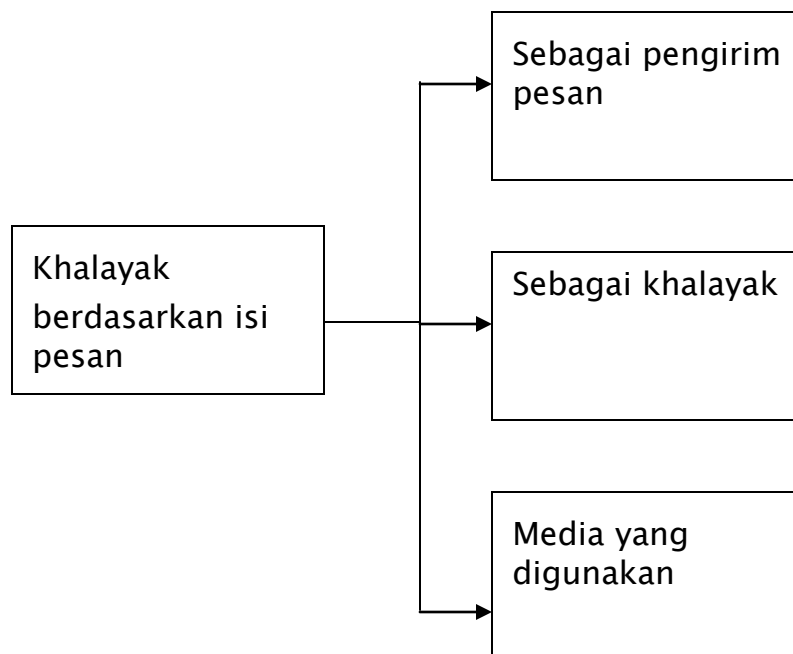 Sebagai pengirim
pesan
Khalayak
berdasarkan isi
pesan
Sebagai khalayak
Media yang
digunakan